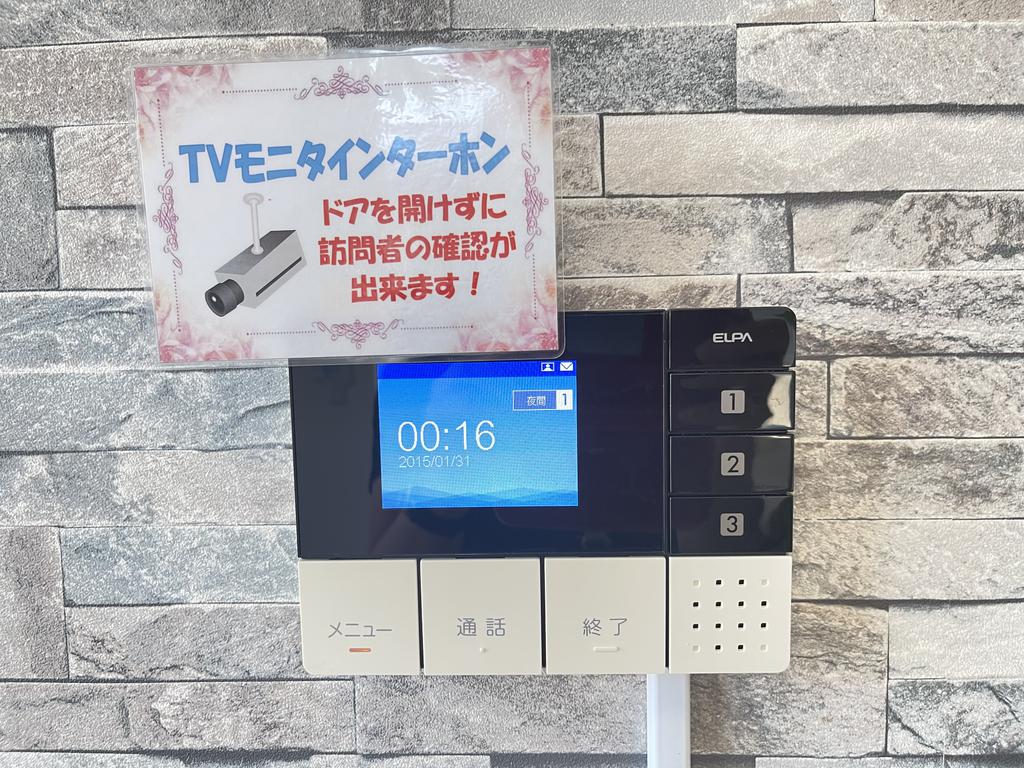 TVモニタインターホン
ドアを開けずに
訪問者の確認が
出来ます！
ELPA
夜間 1
00:16
2015/01/31
1
2
3
メニュー
通話
終了